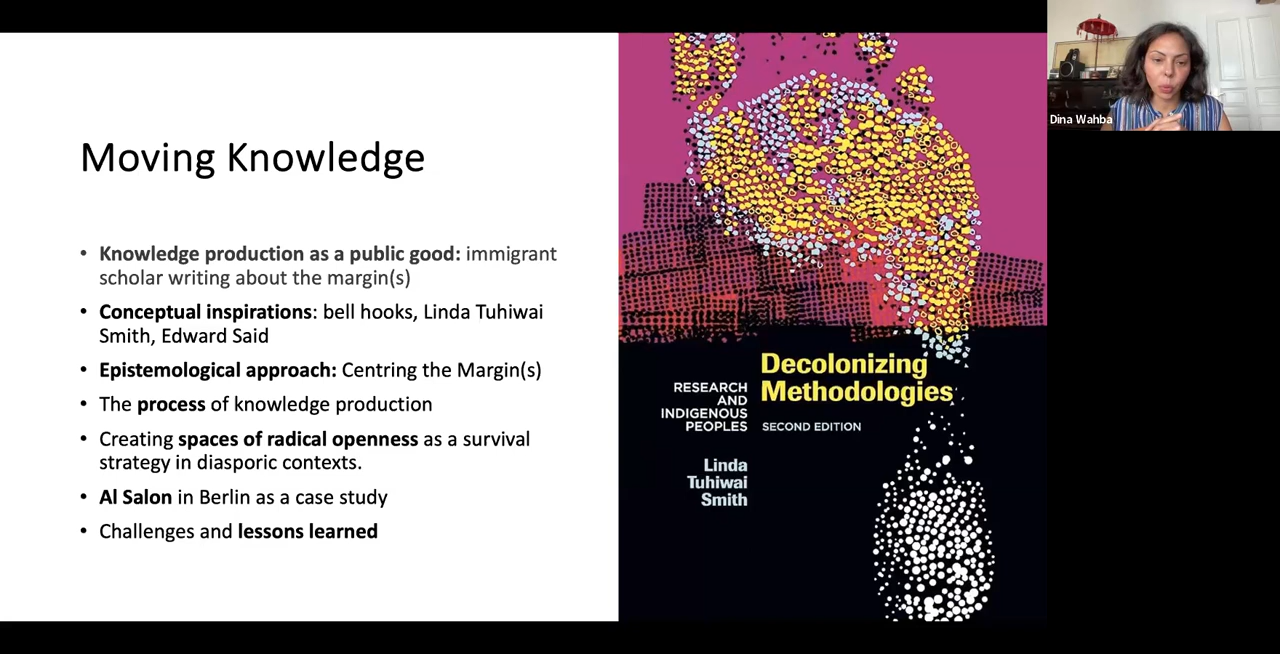 Moving Knowledge
• Knowledge production as a public good: immigrant
scholar writing about the margin(s)
• Conceptual inspirations: bell hooks, Linda Tuhiwai
Smith, Edward Said
• Epistemological approach: Centring the Margin(s)
• The process of knowledge production
• Creating spaces of radical openness as a survival
strategy in diasporic contexts.
• Al Salon in Berlin as a case study
• Challenges and lessons learned
Decolonizing
Methodologies
RESEARCH
AND
INDIGENOUS
PEOPLES
SECOND EDITION
Linda
Tuhiwai
Smith
Dina Wahba